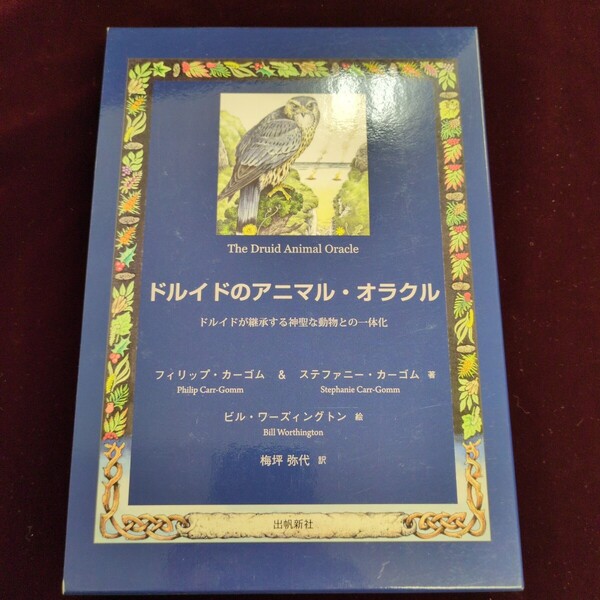 The Druid Animal Oracle
ドルイドのアニマル・オラクル
ドルイドが継承する神聖な動物との一体化
フィリップ・カーゴム & ステファニー・カーゴム 著
Philip Carr-Gomm Stephanie Carr-Gomm
ビル・ワーズィングトン 絵
Bill Worthington
梅坪 弥代 訳
出帆新社